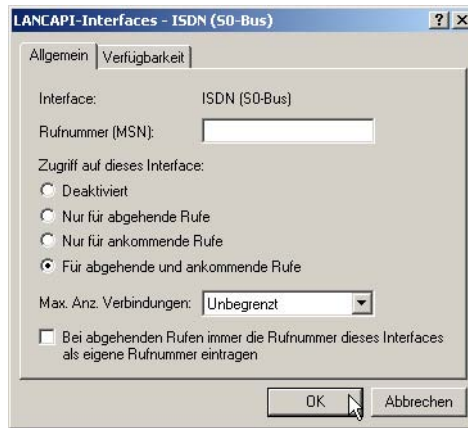 LANCAPI-Interfaces - ISDN (S0-Bus)
Allgemein Verfügbarkeit
Interface: ISDN (S0-Bus)
Rufnummer (MSN):
Zugriff auf dieses Interface:
Deaktiviert
Nur für abgehende Rufe
Nur für ankommende Rufe
Für abgehende und ankommende Rufe
Max. Anz. Verbindungen: Unbegrenzt
Bei abgehenden Rufen immer die Rufnummer dieses Interfaces
als eigene Rufnummer eintragen
OK Abbrechen